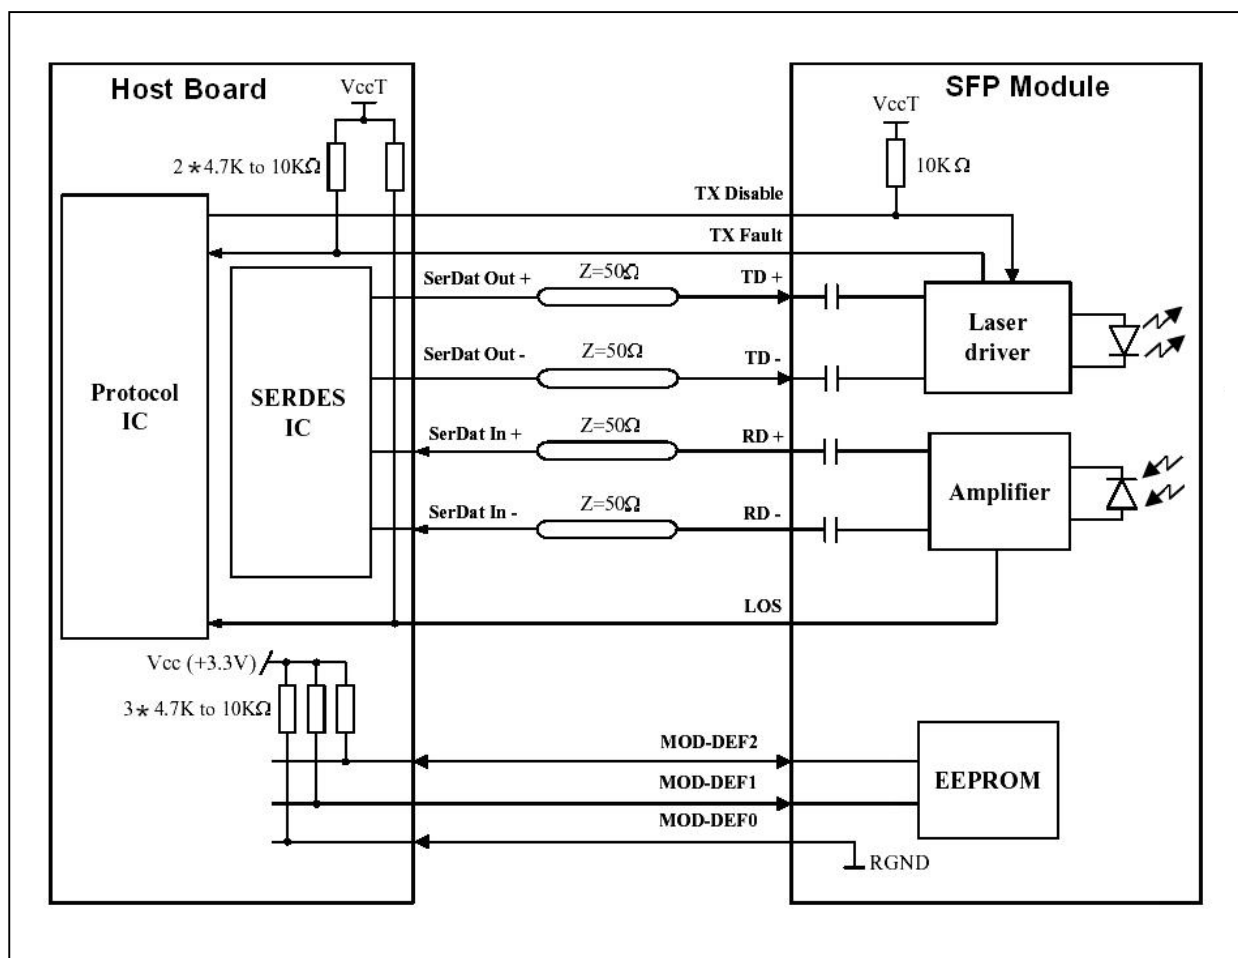 Host Board
SFP Module
VccT
VccT
2*4.7K to 10KΩ
10KΩ
TX Disable
TX Fault
SerDat Out +
Z=50Ω
TD +
Laser
driver
SerDat Out -
Z=50Ω
TD -
Protocol
IC
SERDES
IC
SerDat In +
Z=50Ω
RD +
Amplifier
SerDat In -
Z=50Ω
RD -
LOS
Vcc (+3.3V)
3* 4.7K to 10KΩ
MOD-DEF2
EEPROM
MOD-DEF1
MOD-DEF0
RGND